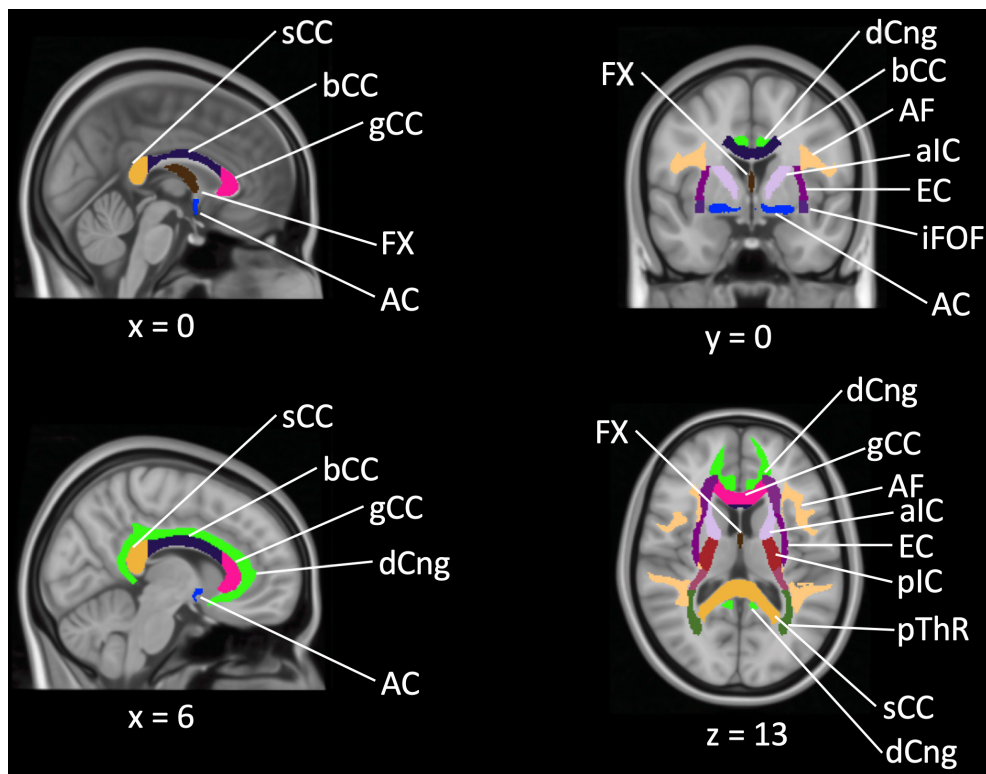 sCC
bCC
gCC
FX
AC
x = 0
dCng
FX
bCC
AF
aIC
EC
iFOF
AC
y = 0
sCC
bCC
gCC
dCng
AC
x = 6
dCng
FX
gCC
AF
aIC
EC
pIC
pThR
sCC
z = 13
dCng